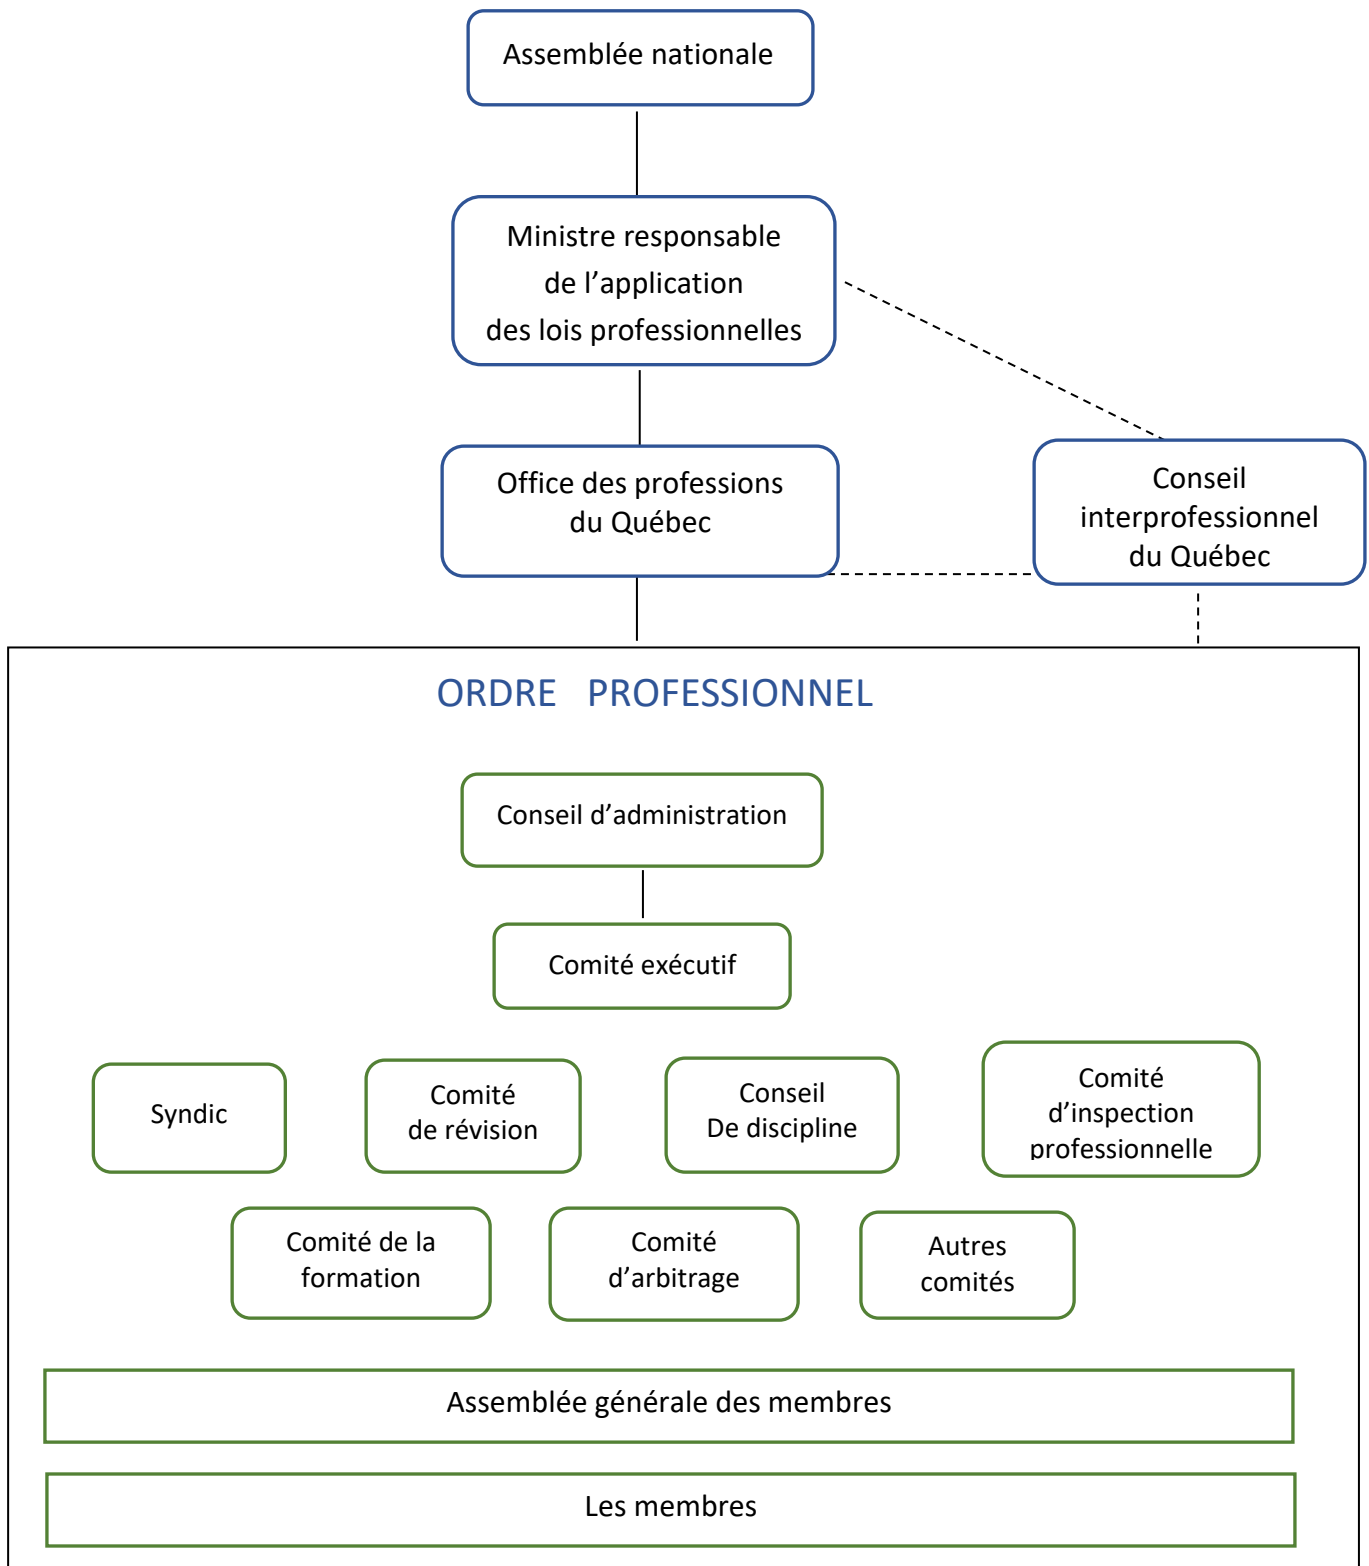 Assemblée nationale
Ministre responsable
de l’application
des lois professionnelles
Office des professions
du Québec
Conseil
interprofessionnel
du Québec
ORDRE PROFESSIONNEL
Conseil d’administration
Comité exécutif
Syndic
Comité
de révision
Conseil
De discipline
Comité
d’inspection
professionnelle
Comité de la
formation
Comité
d’arbitrage
Autres
comités
Assemblée générale des membres
Les membres